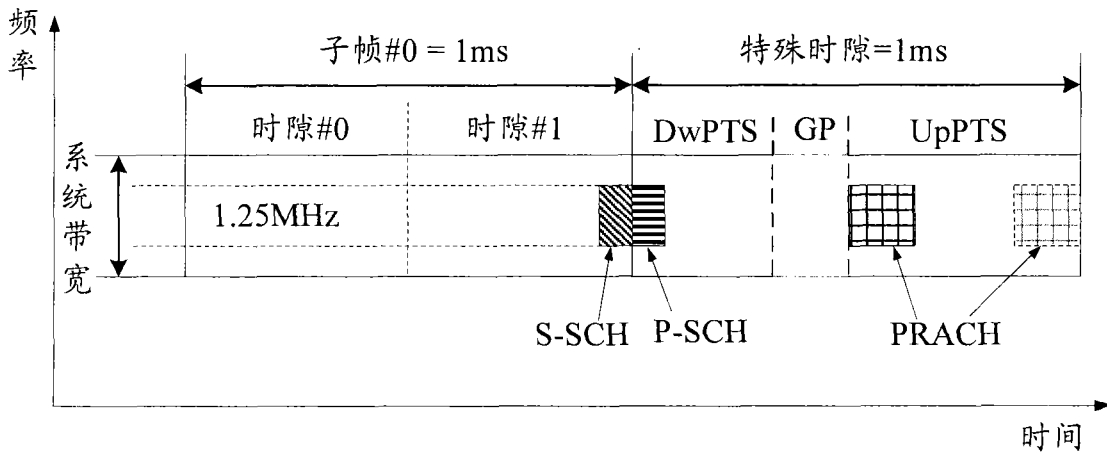 频率
子帧#0 = 1ms
特殊时隙=1ms
时隙#0
时隙#1
DwPTS
GP
UpPTS
系统带宽
1.25MHz
S-SCH
P-SCH
PRACH
时间